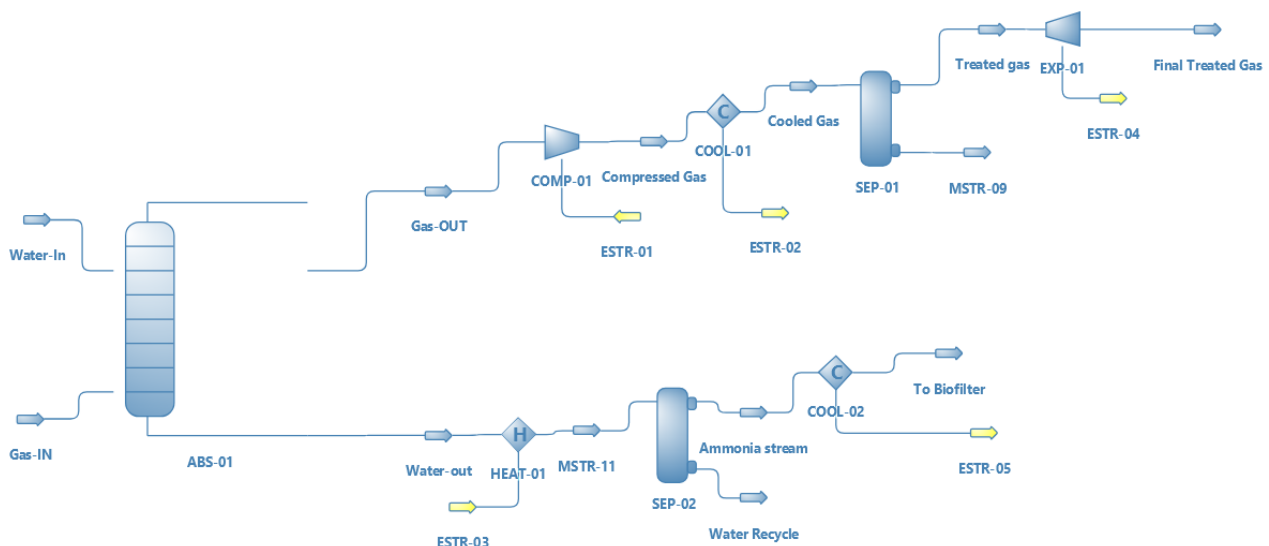 Treated gas
EXP-01
Final Treated Gas
C
Cooled Gas
ESTR-04
COOL-01
COMP-01
Compressed Gas
SEP-01
MSTR-09
Gas-OUT
ESTR-01
ESTR-02
Water-In
C
To Biofilter
COOL-02
H
Gas-IN
ABS-01
Water-out
HEAT-01
MSTR-11
Ammonia stream
ESTR-05
SEP-02
ESTR-03
Water Recycle